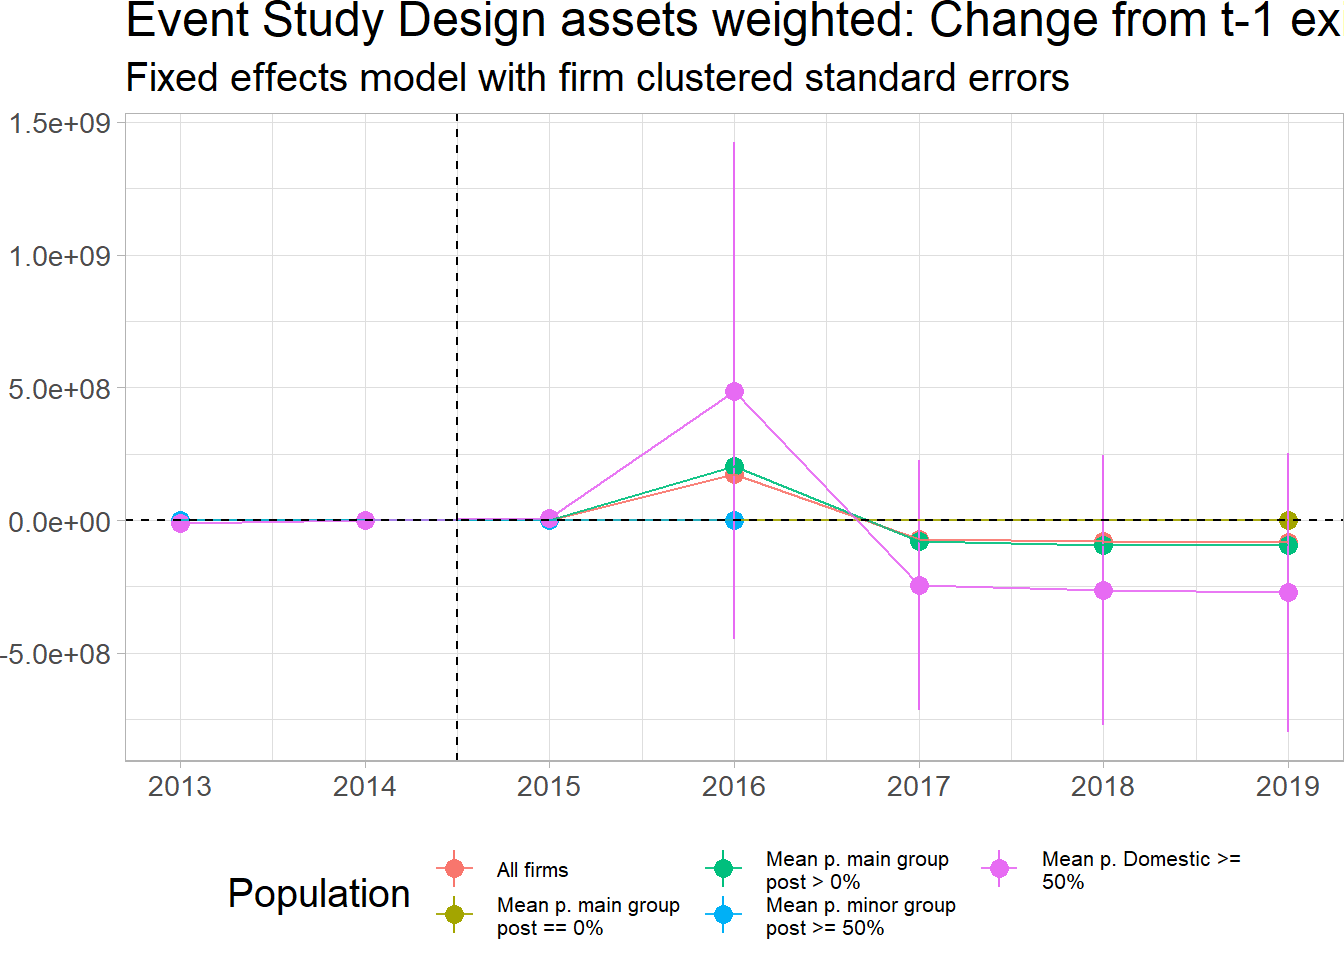 Event Study Design assets weighted: Change from t-1 ex
Fixed effects model with firm clustered standard errors
1.5e+09
1.0e+09
5.0e+08
0.0e+00
-5.0e+08
2013 2014 2015 2016 2017 2018 2019
Population
All firms
Mean p. main group
post == 0%
Mean p. main group
post > 0%
Mean p. minor group
post >= 50%
Mean p. Domestic >=
50%